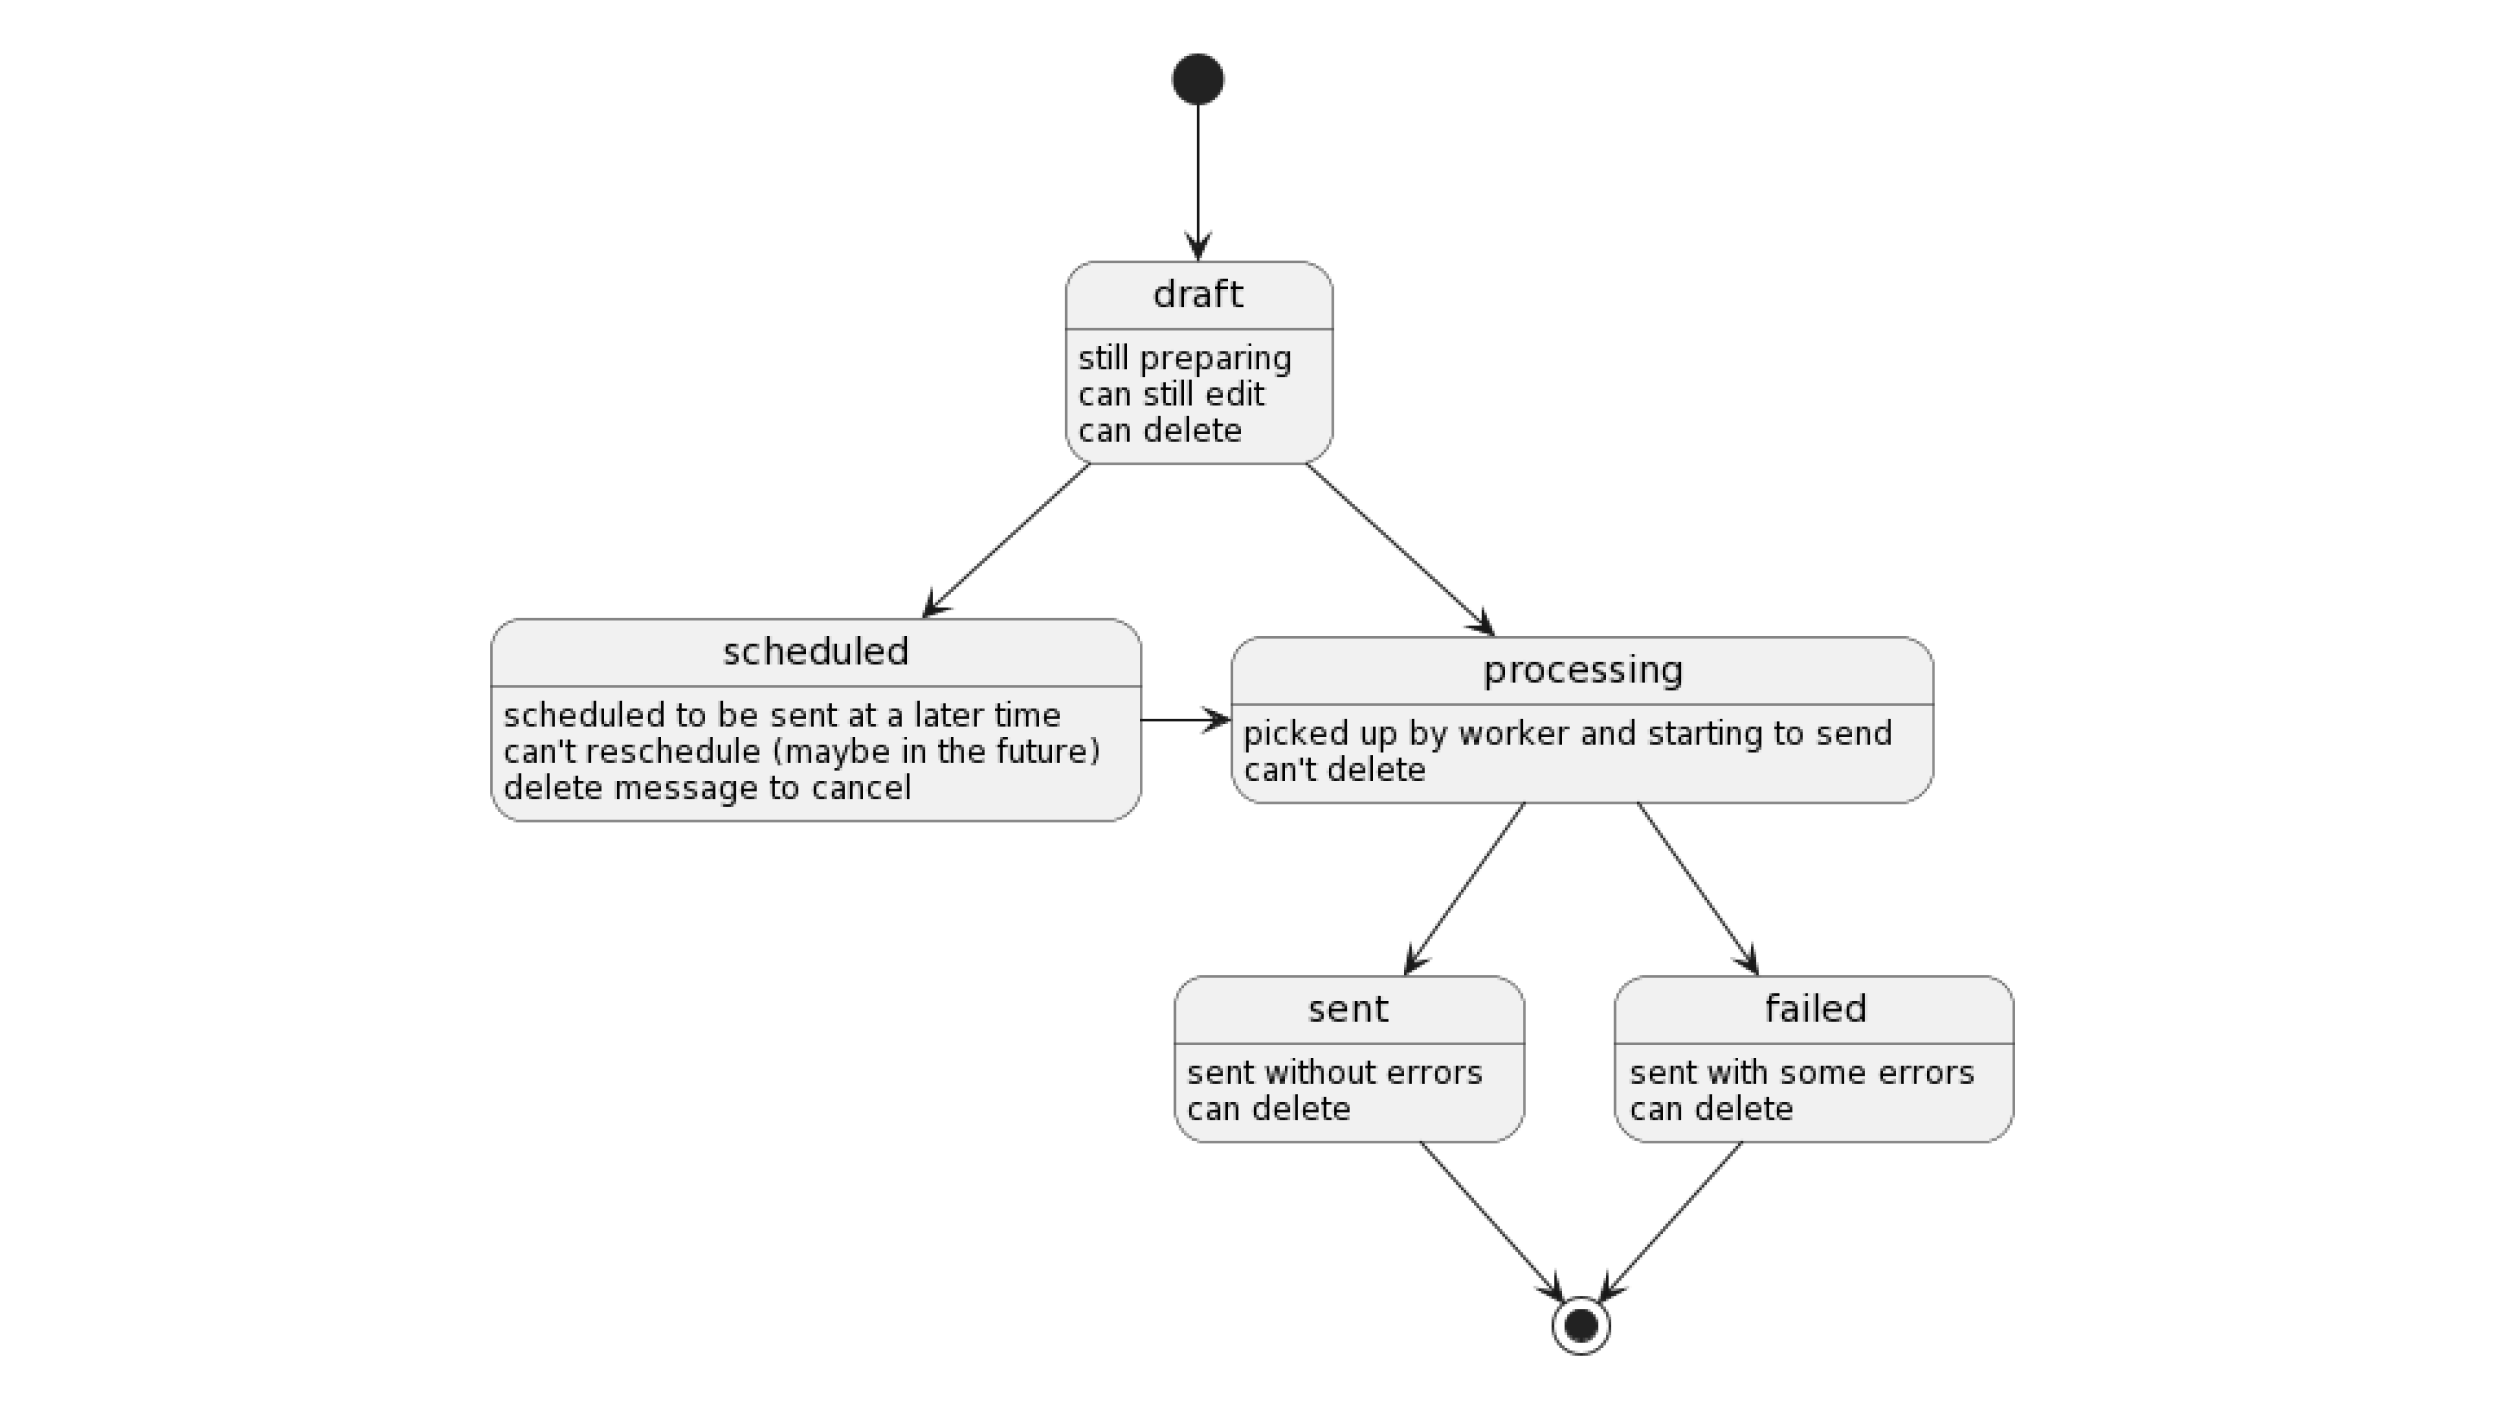 draft
still preparing
can still edit
can delete
scheduled
scheduled to be sent at a later time
can't reschedule (maybe in the future)
delete message to cancel
processing
picked up by worker and starting to send
can't delete
sent
sent without errors
can delete
failed
sent with some errors
can delete